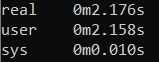 real    0m2.176s
user    0m2.158s
sys     0m0.010s